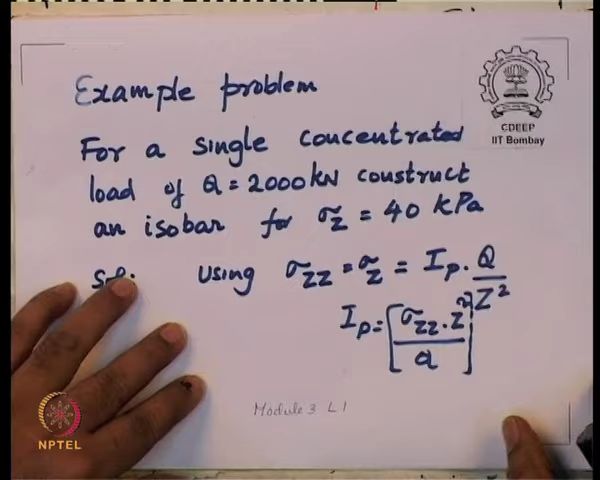 Example problem
CDEEP
IIT Bombay
For a single concentrated
load of Q = 2000 kN construct
an isobar for σz = 40 kPa
Sol: Using σzz = σz = Ip · Q/Z²
Ip = [σzz · z²/Q]
Module 3 L1
NPTEL